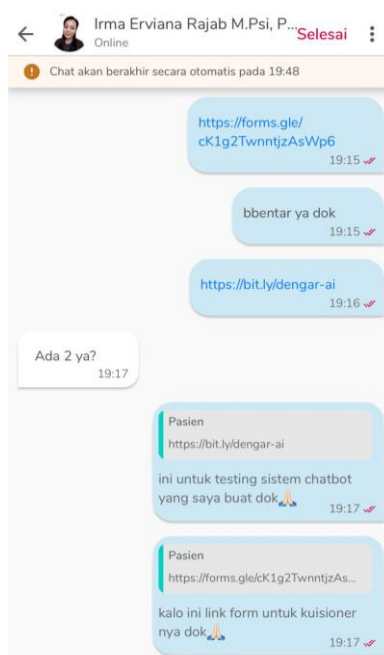 Irma Erviana Rajab M.Psi, P...
Selesai
Online
Chat akan berakhir secara otomatis pada 19:48
https://forms.gle/
cK1g2TwnntjzAsWp6
19:15
bbentar ya dok
19:15
https://bit.ly/dengar-ai
19:16
Ada 2 ya?
19:17
Pasien
https://bit.ly/dengar-ai
ini untuk testing sistem chatbot
yang saya buat dok🙏🏻
19:17
Pasien
https://forms.gle/cK1g2TwnntjzAs...
kalo ini link form untuk kuisioner
nya dok🙏🏻
19:17